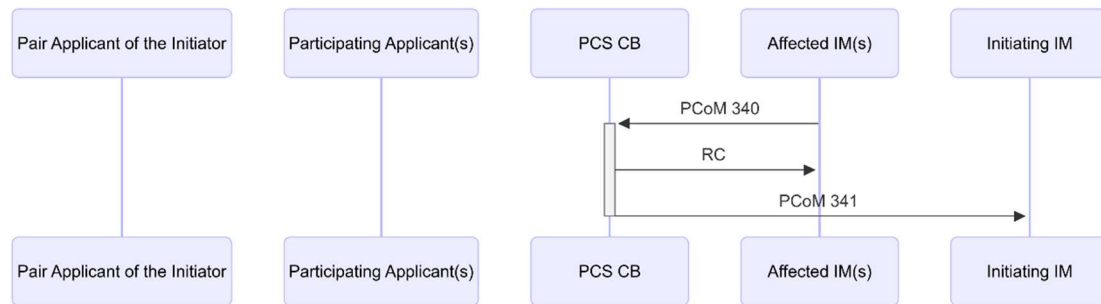 Pair Applicant of the Initiator
Participating Applicant(s)
PCS CB
Affected IM(s)
Initiating IM
PCoM 340
RC
PCoM 341
Pair Applicant of the Initiator
Participating Applicant(s)
PCS CB
Affected IM(s)
Initiating IM